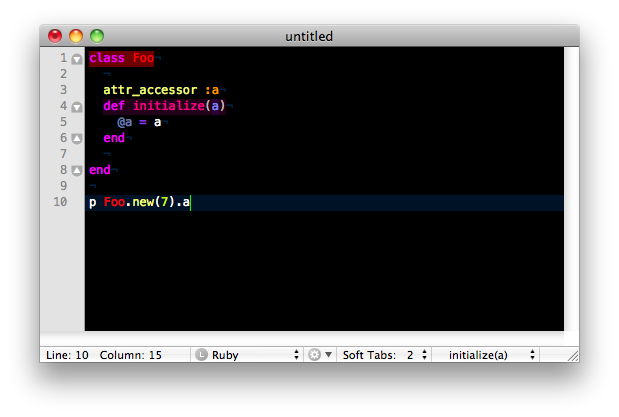 untitled
1 class Foo¬
2 ¬
3 attr_accessor :a¬
4 def initialize(a)¬
5 @a = a¬
6 end¬
7 ¬
8 end¬
9 ¬
10 p Foo.new(7).a
Line: 10 Column: 15 L Ruby Soft Tabs: 2 initialize(a)